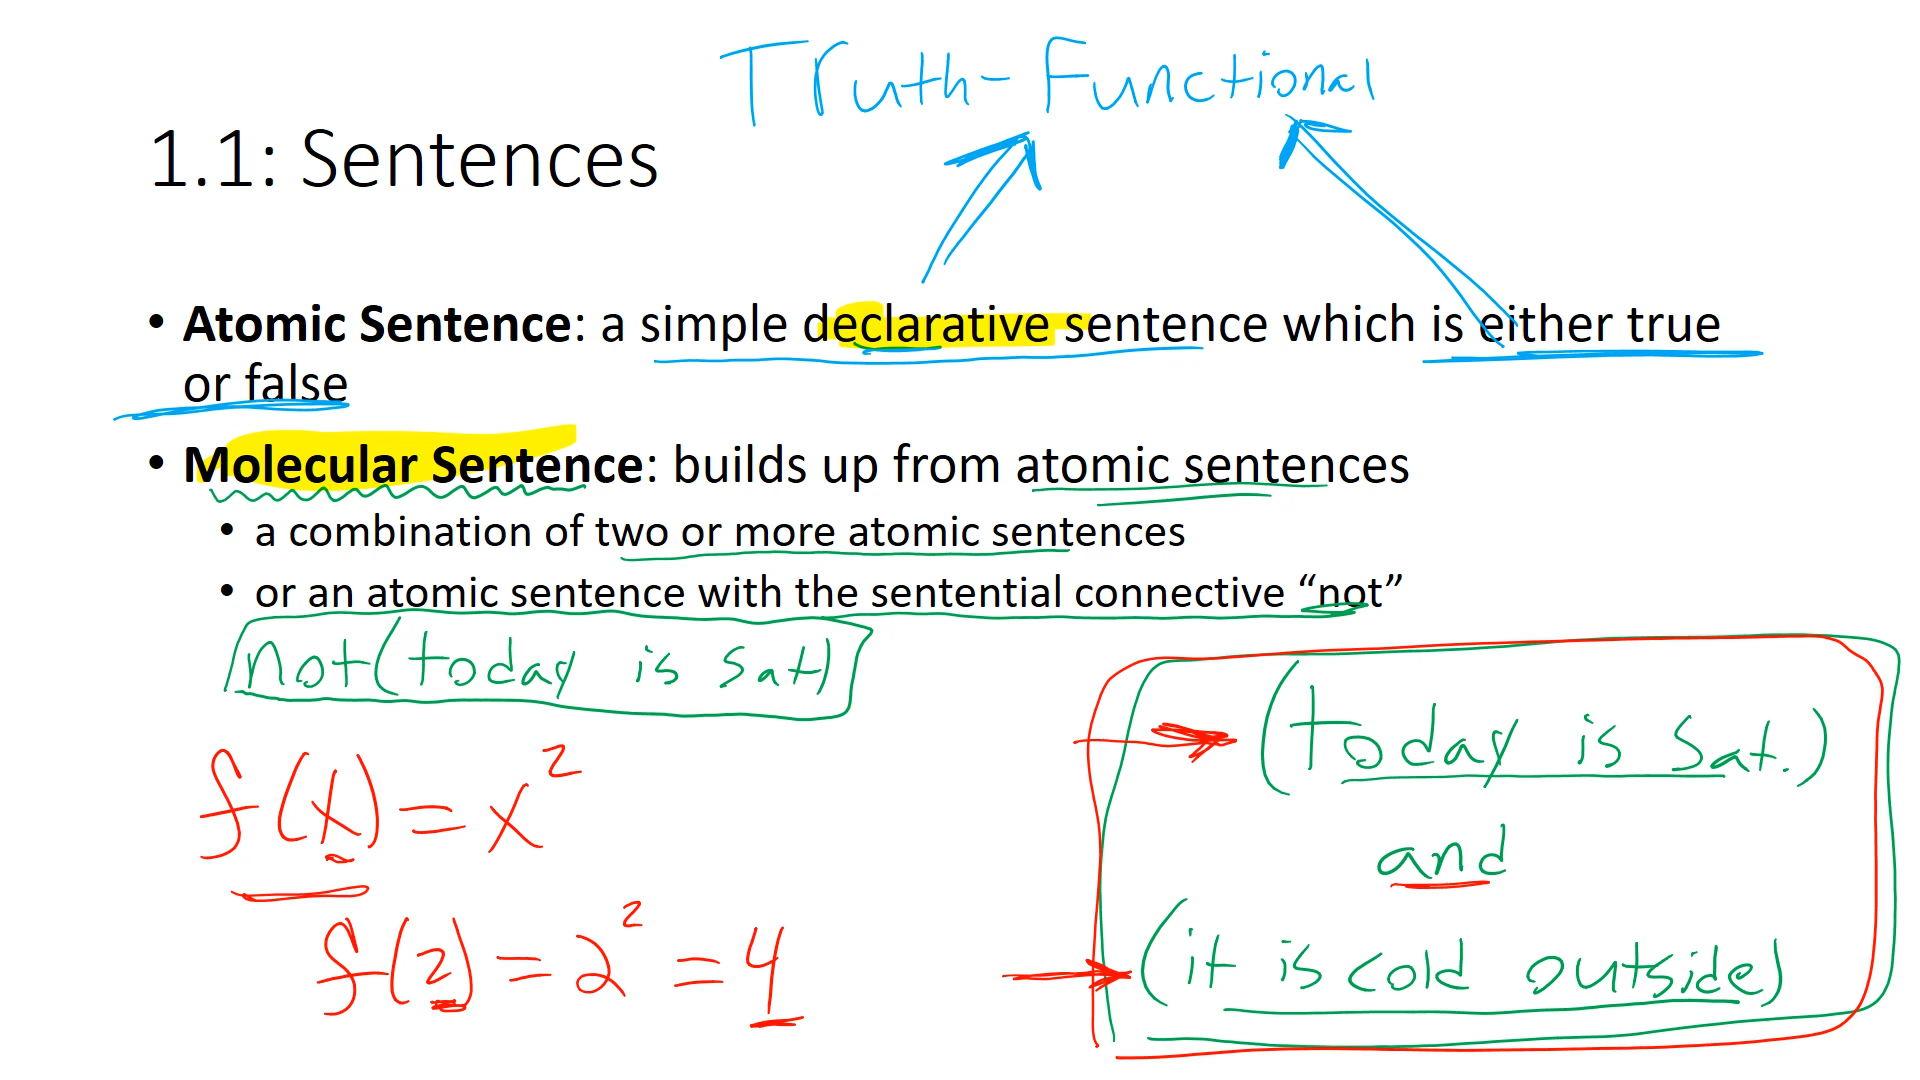 Truth-Functional
1.1: Sentences
• Atomic Sentence: a simple declarative sentence which is either true
or false
• Molecular Sentence: builds up from atomic sentences
• a combination of two or more atomic sentences
• or an atomic sentence with the sentential connective “not”
not(today is sat)
(today is sat.)
and
(it is cold outside)
f(x)=x²
f(2)=2²=4